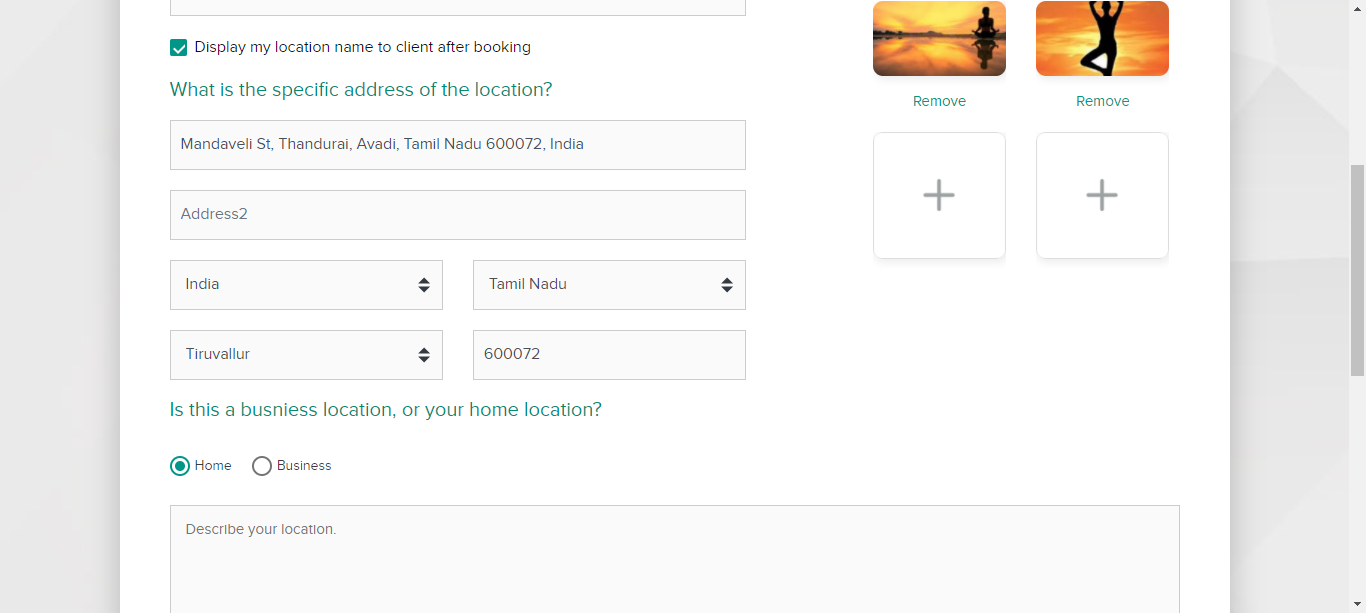 Display my location name to client after booking
What is the specific address of the location?
Mandaveli St, Thandurai, Avadi, Tamil Nadu 600072, India
Address2
India
Tamil Nadu
Tiruvallur
600072
Is this a busniess location, or your home location?
Home
Business
Describe your location.
Remove
Remove